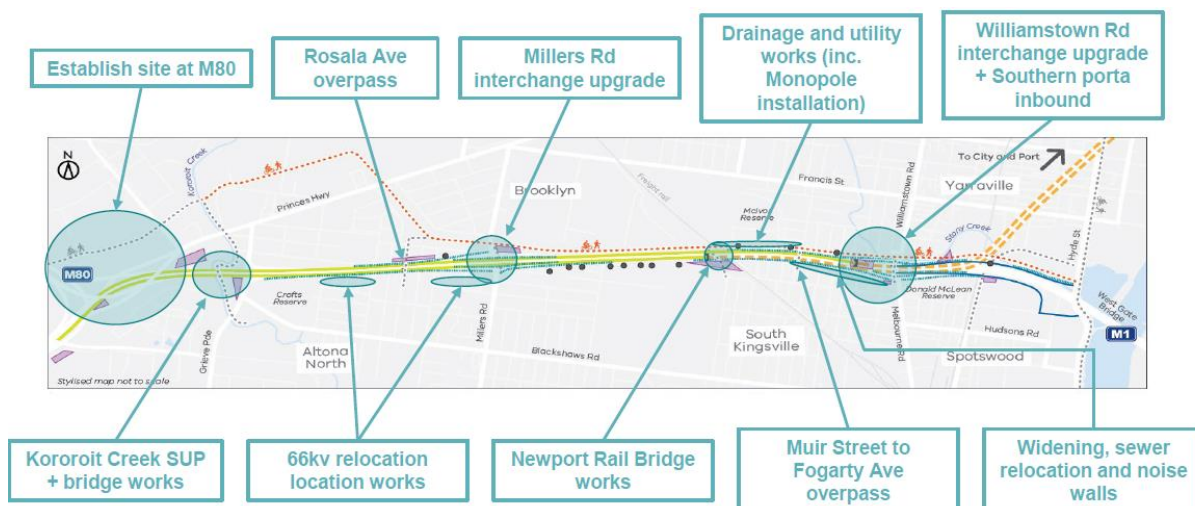 Establish site at M80
Rosala Ave
overpass
Millers Rd
interchange upgrade
Drainage and utility
works (inc.
Monopole
installation)
Williamstown Rd
interchange upgrade
+ Southern porta
inbound
N
Kororoit Creek
Princes Hwy
Brooklyn
Freight rail
Francis St
McIvor
Reserve
Williamstown Rd
To City and Port
Yarraville
Stony Creek
Hyde St
M80
Crofts
Reserve
Grieve Pde
Altona
North
Millers Rd
Blackshaws Rd
South
Kingsville
Melbourne Rd
Donald McLean
Reserve
Hudsons Rd
Spotswood
West Gate
Bridge
M1
Stylised map not to scale
Kororoit Creek SUP
+ bridge works
66kv relocation
location works
Newport Rail Bridge
works
Muir Street to
Fogarty Ave
overpass
Widening, sewer
relocation and noise
walls